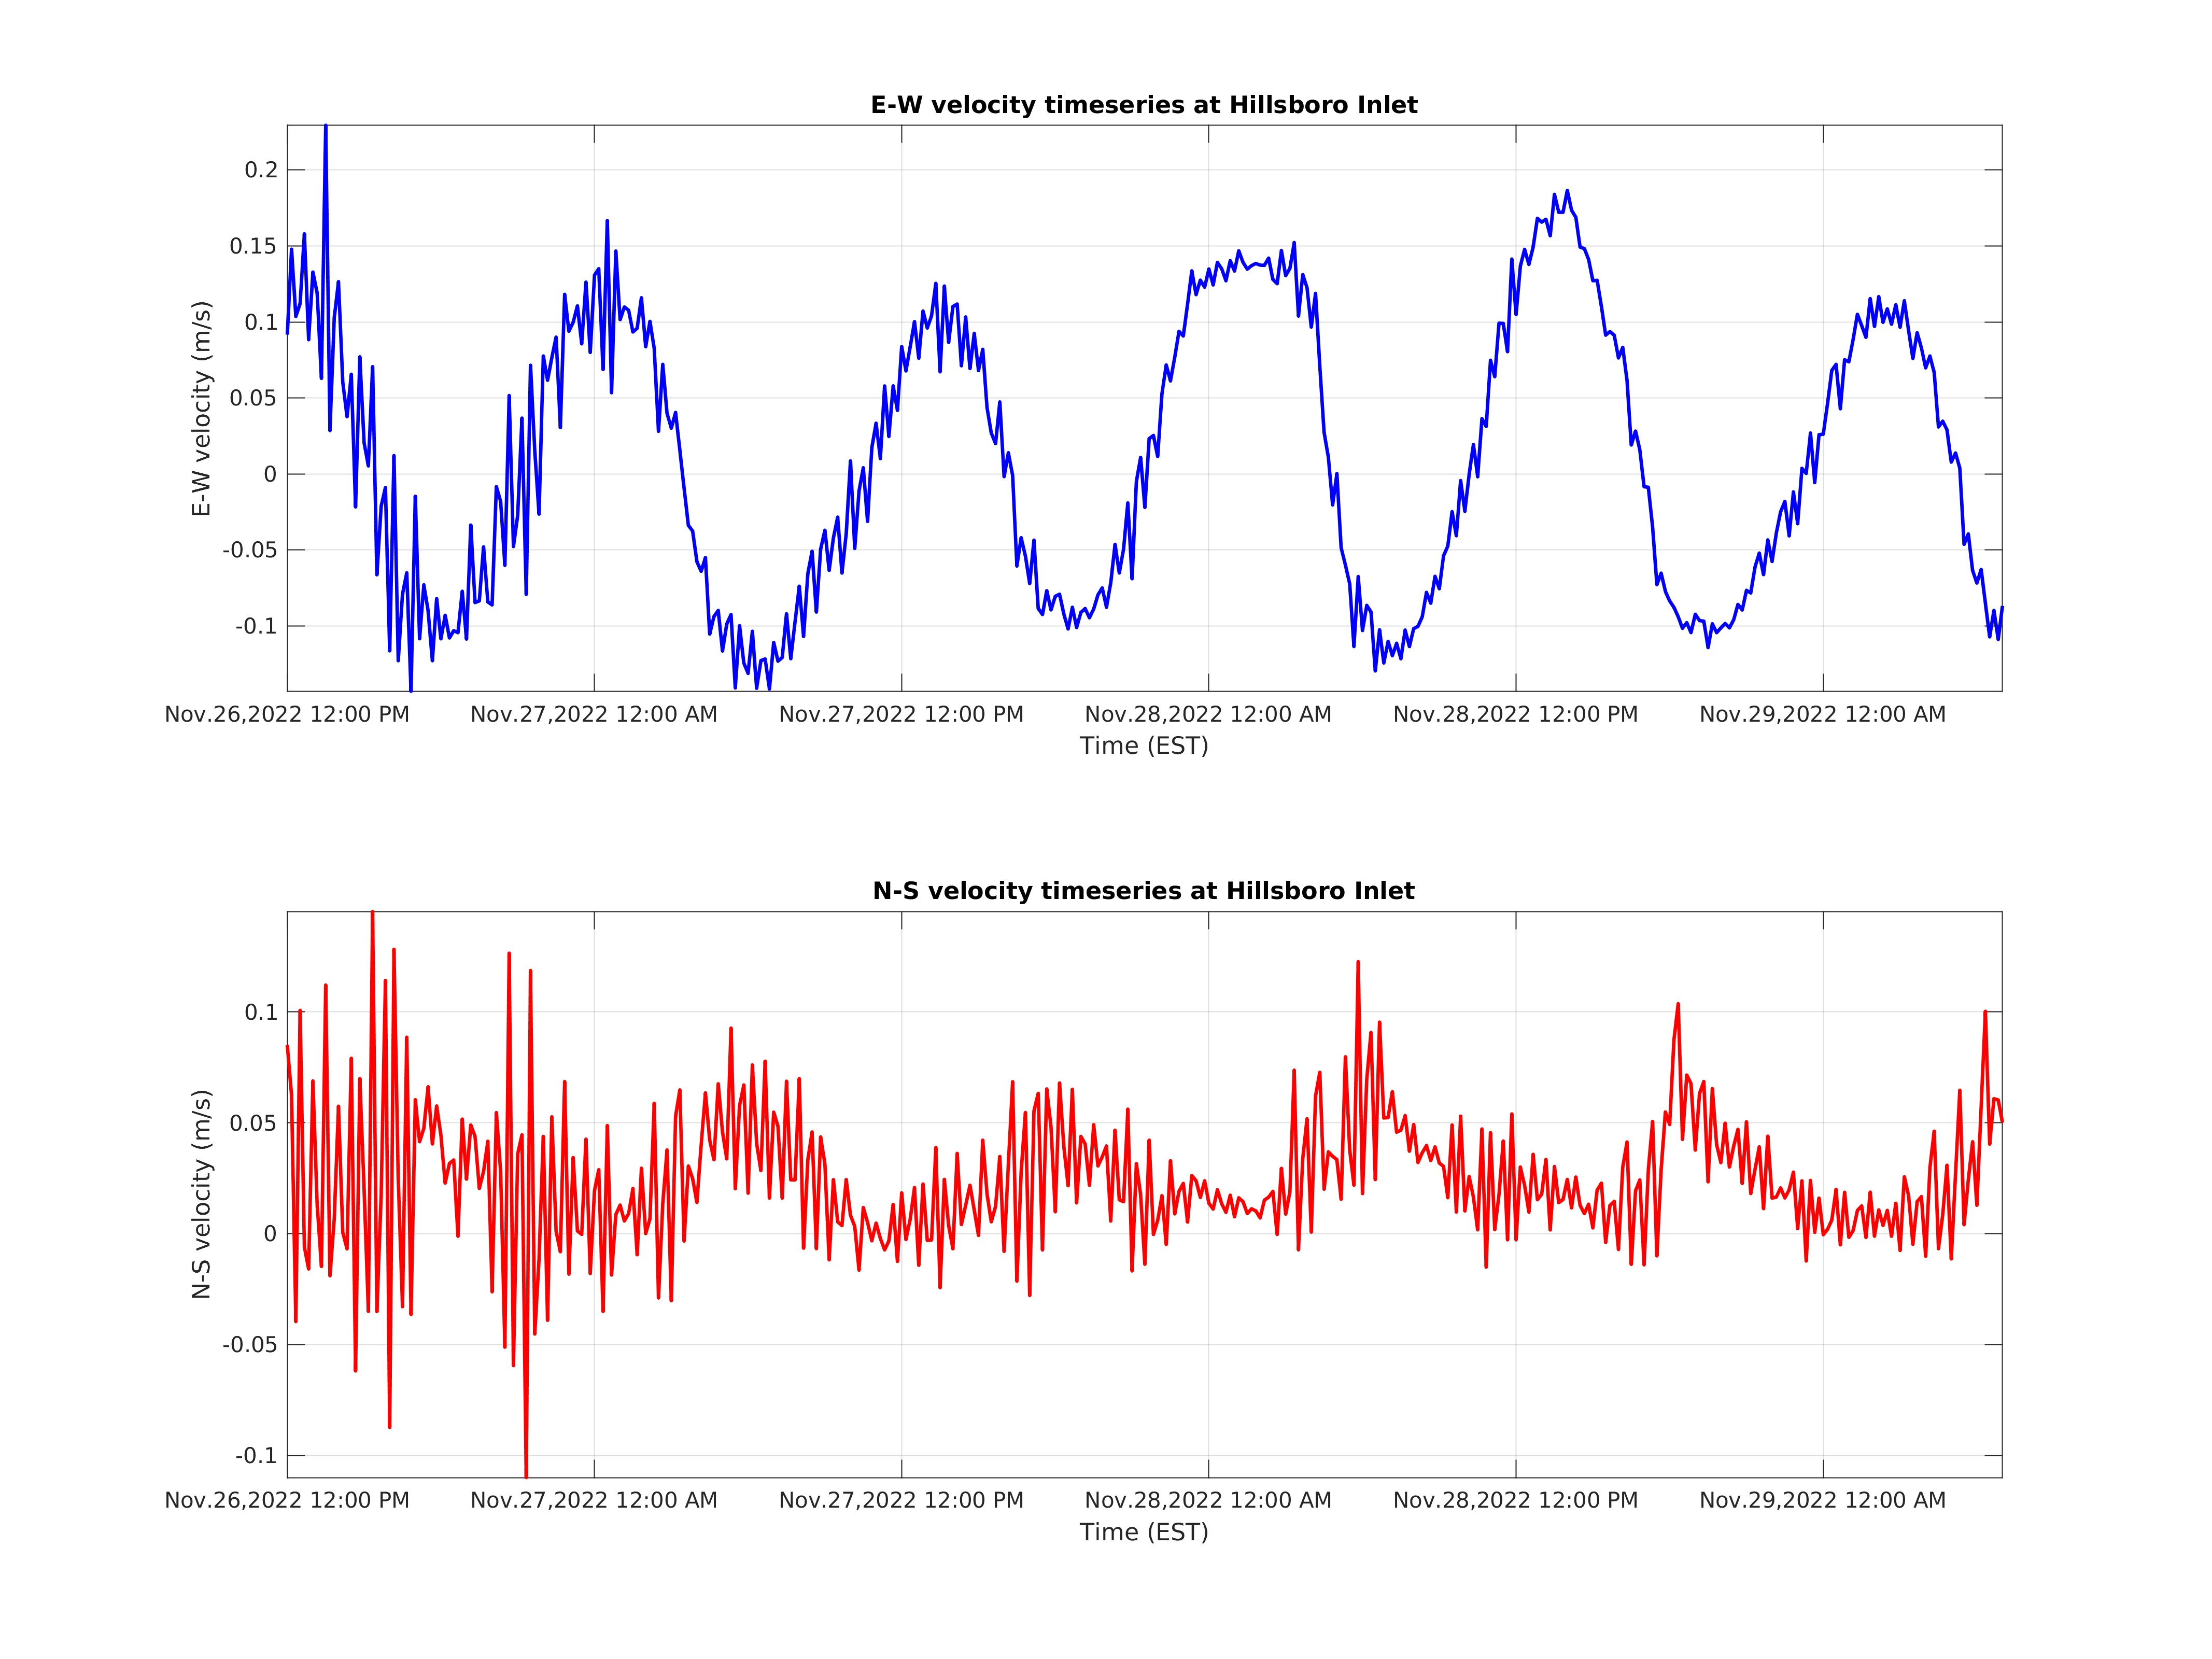 E-W velocity timeseries at Hillsboro Inlet
E-W velocity (m/s)
0.2
0.15
0.1
0.05
0
-0.05
-0.1
Nov.26,2022 12:00 PM Nov.27,2022 12:00 AM Nov.27,2022 12:00 PM Nov.28,2022 12:00 AM Nov.28,2022 12:00 PM Nov.29,2022 12:00 AM
Time (EST)
N-S velocity timeseries at Hillsboro Inlet
N-S velocity (m/s)
0.1
0.05
0
-0.05
-0.1
Nov.26,2022 12:00 PM Nov.27,2022 12:00 AM Nov.27,2022 12:00 PM Nov.28,2022 12:00 AM Nov.28,2022 12:00 PM Nov.29,2022 12:00 AM
Time (EST)